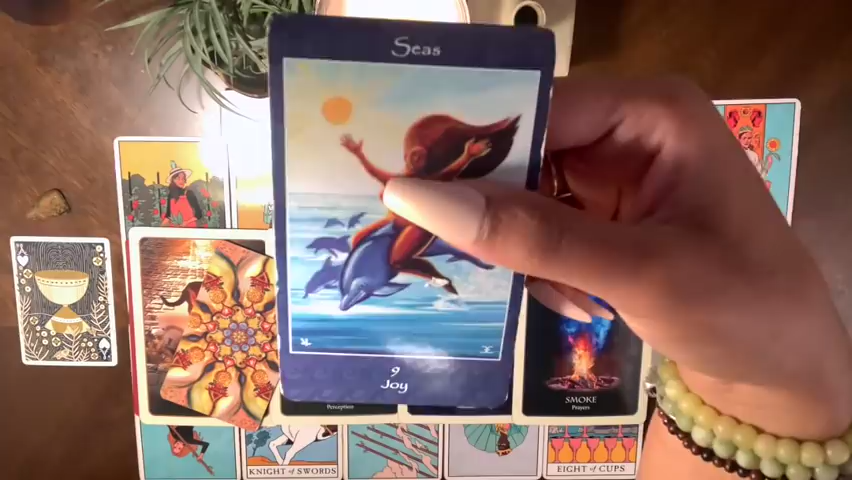 Seas
9
Joy
Perception
SMOKE
Prayers
KNIGHT of SWORDS
EIGHT of CUPS